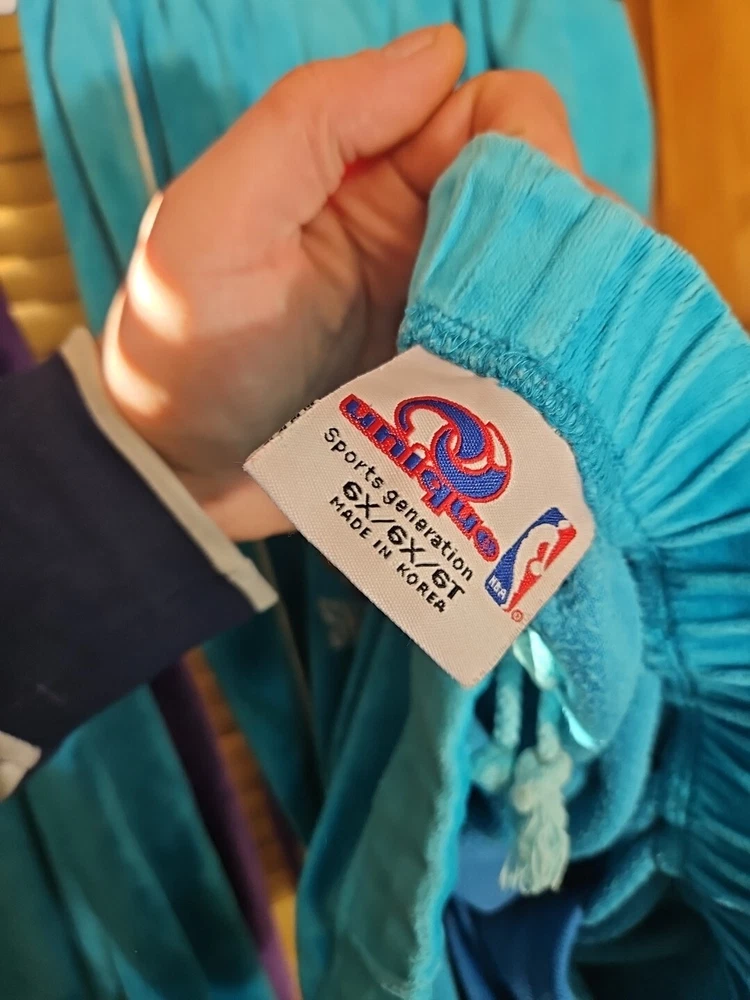 unique
Sports generation
6X/6X/6T
MADE IN KOREA
NBA
®